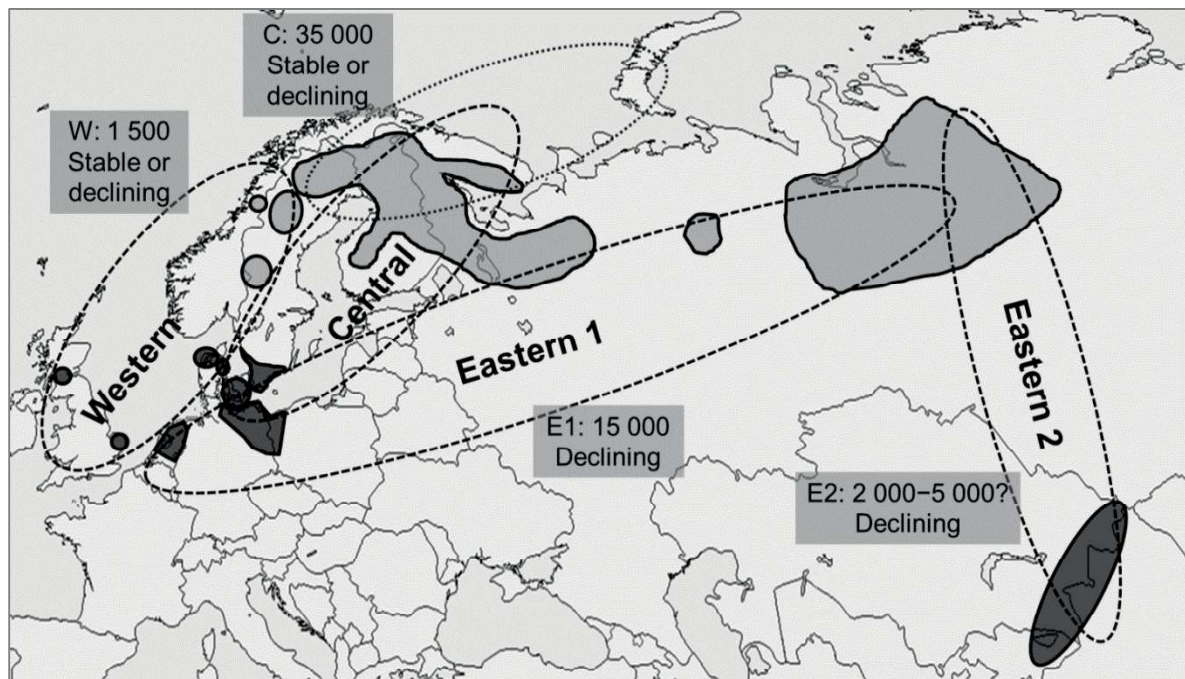 C: 35 000
Stable or
declining
W: 1 500
Stable or
declining
Western
Central
Eastern 1
Eastern 2
E1: 15 000
Declining
E2: 2 000–5 000?
Declining